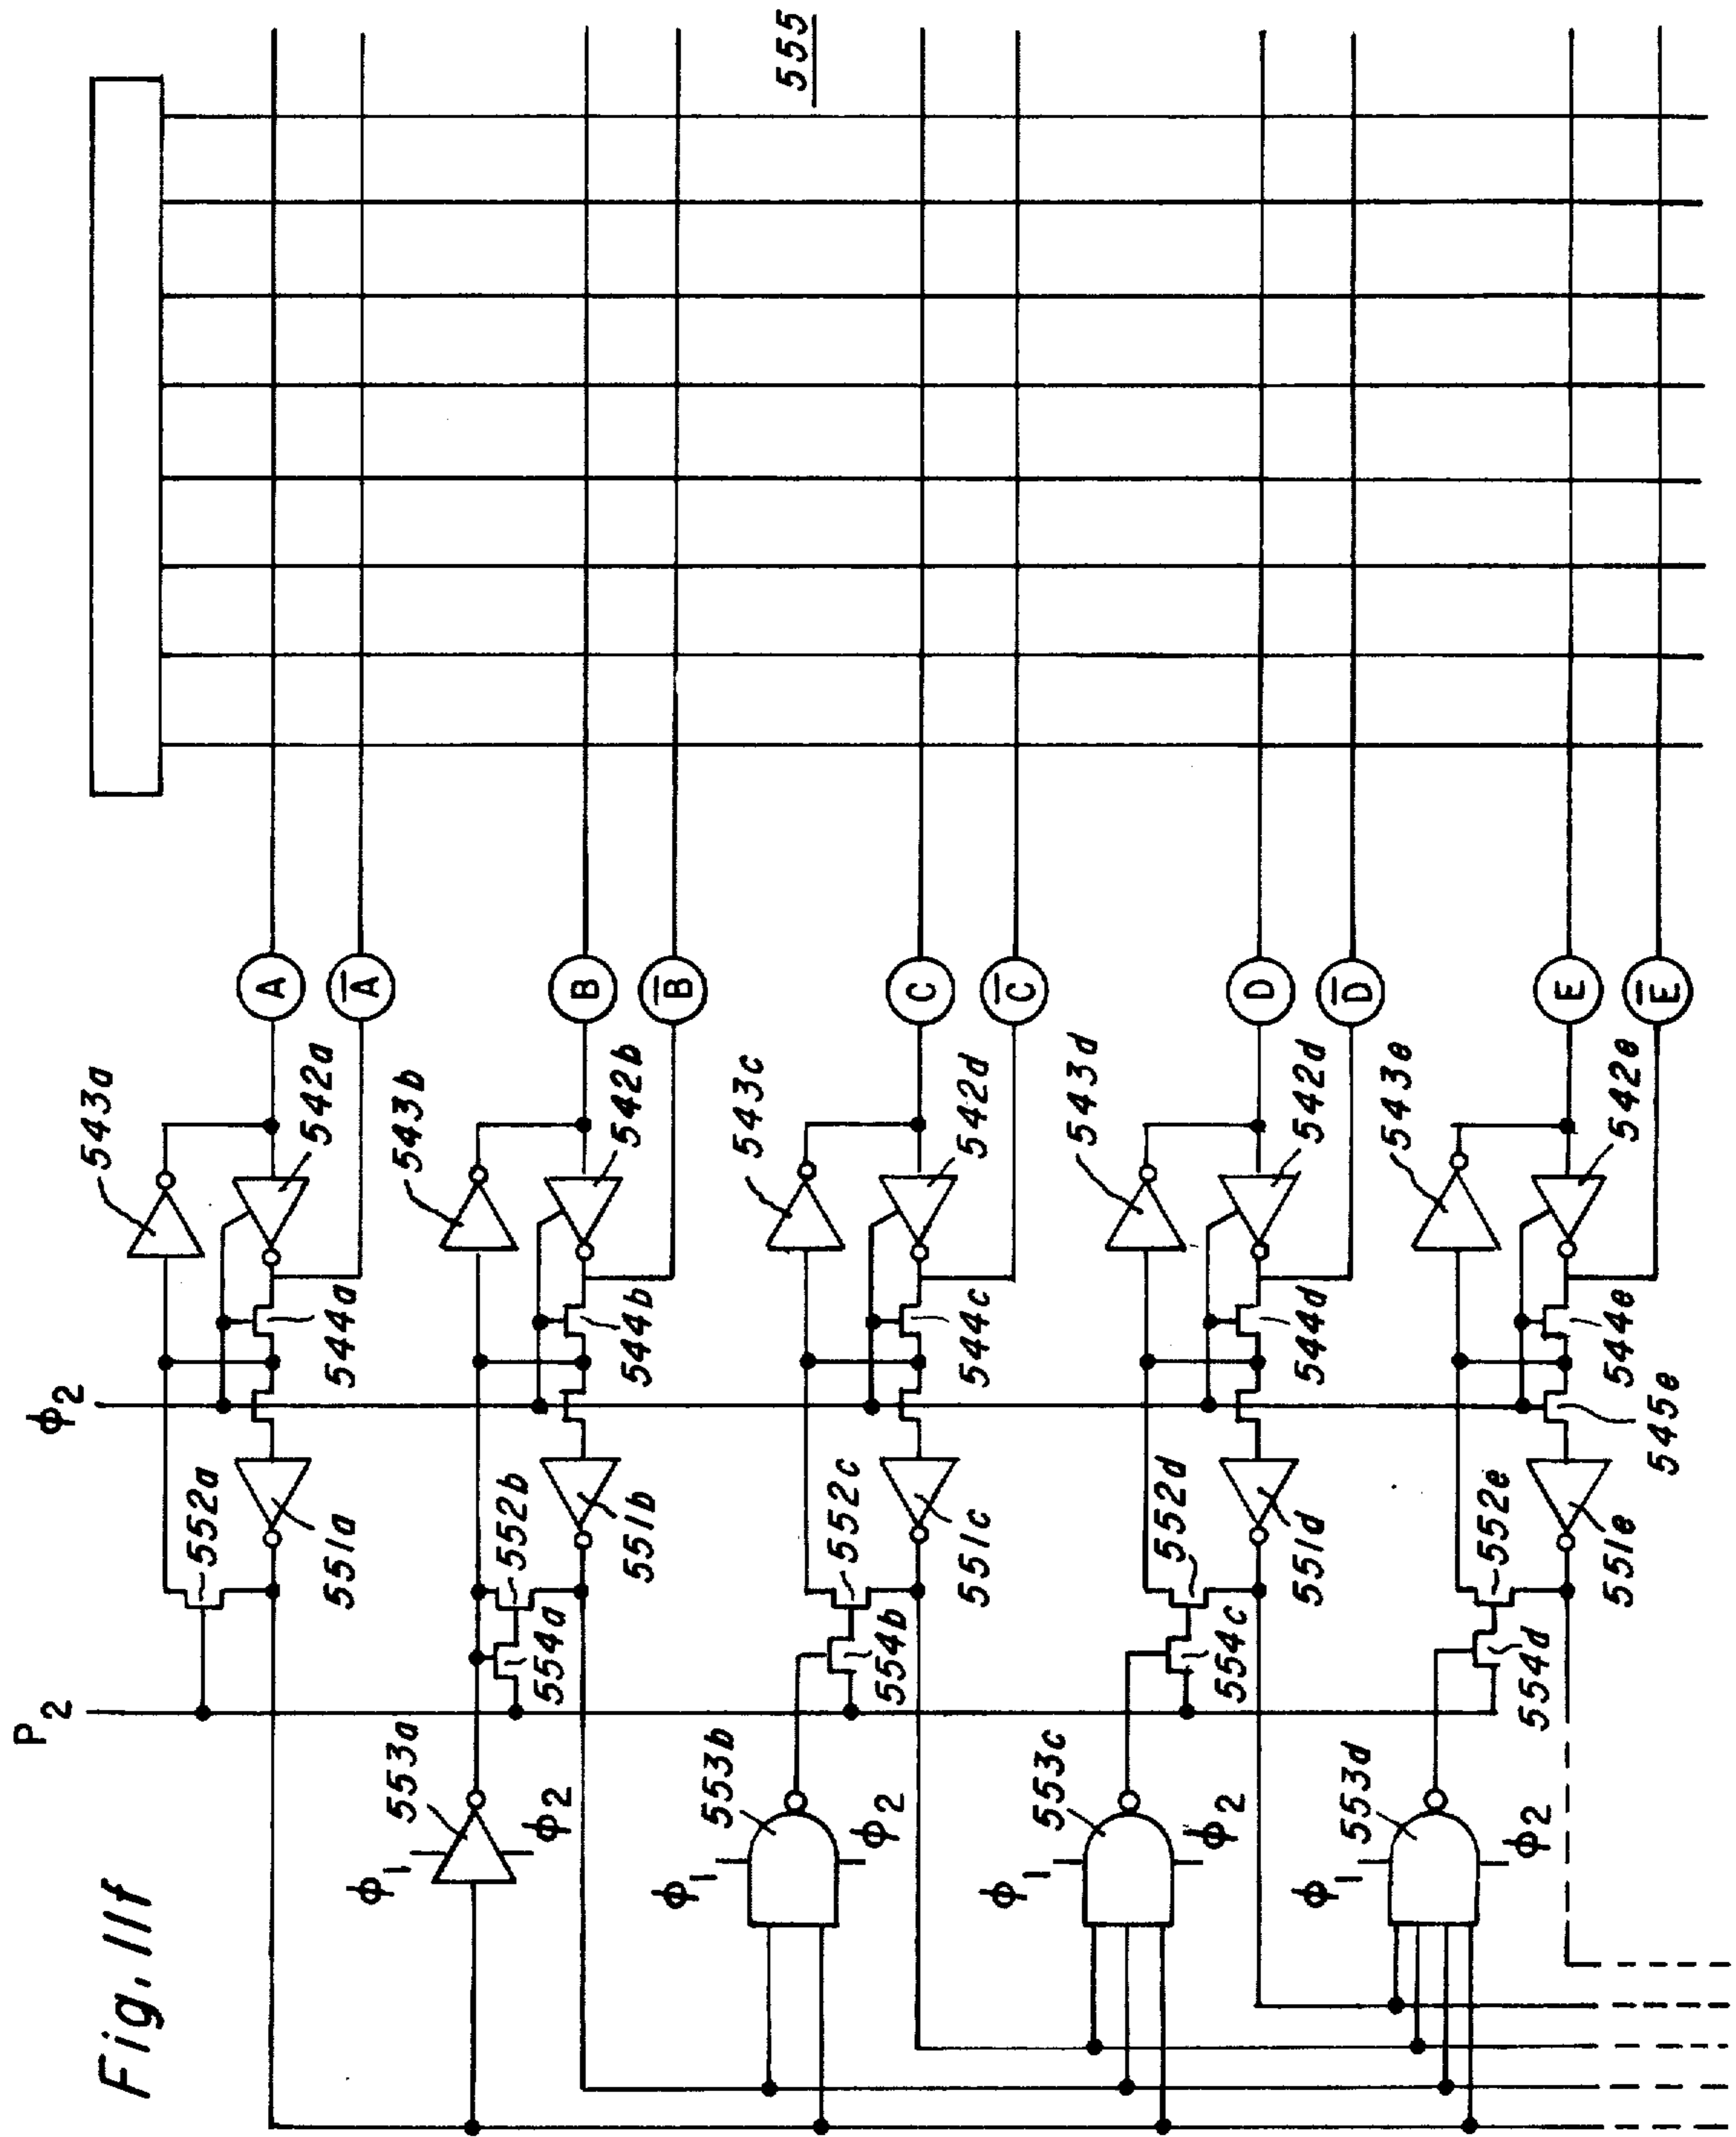 Fig. 11f
555
A
A̅
B
B̅
C
C̅
D
D̅
E
E̅
543a
542a
543b
542b
543c
542d
543d
542d
543e
542e
544a
544b
544c
544d
544e
545e
ϕ2
552a
551a
552b
551b
554a
552c
551c
554b
552d
551d
554c
552e
551e
554d
P2
553a
ϕ1
ϕ2
553b
ϕ1
ϕ2
553c
ϕ1
ϕ2
553d
ϕ1
ϕ2